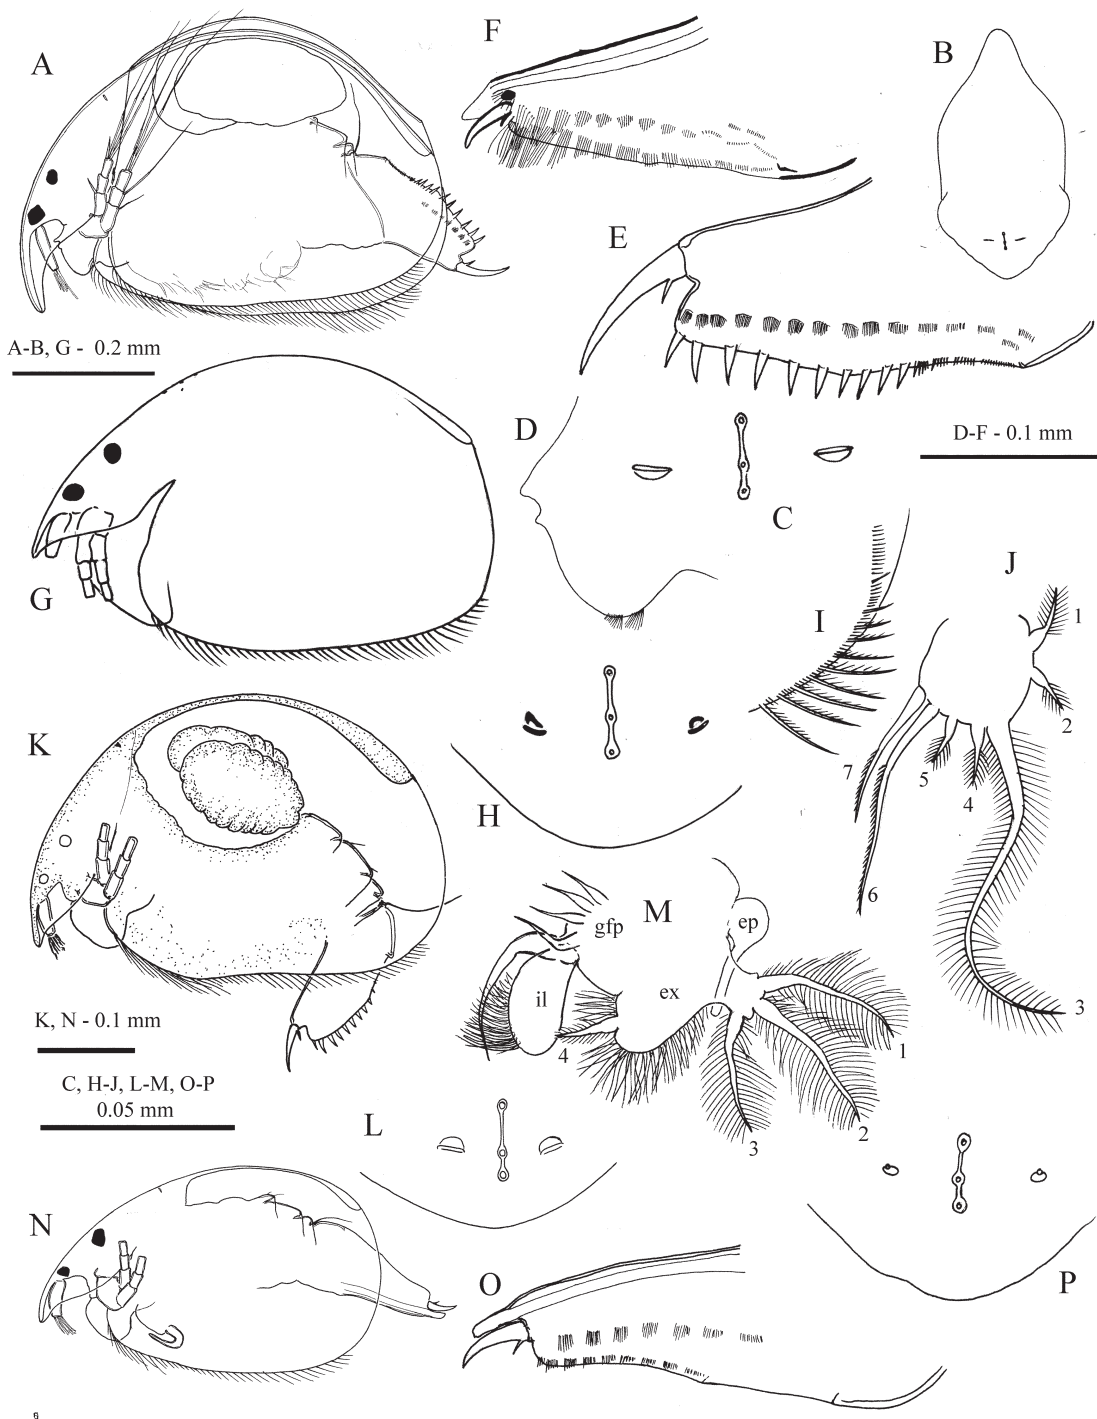 A
F
B
E
A-B, G - 0.2 mm
D
D-F - 0.1 mm
C
G
I
J
1
2
K
H
7
5
4
6
3
M
gfp
ep
il
ex
K, N - 0.1 mm
C, H-J, L-M, O-P
0.05 mm
4
1
2
3
L
N
O
P